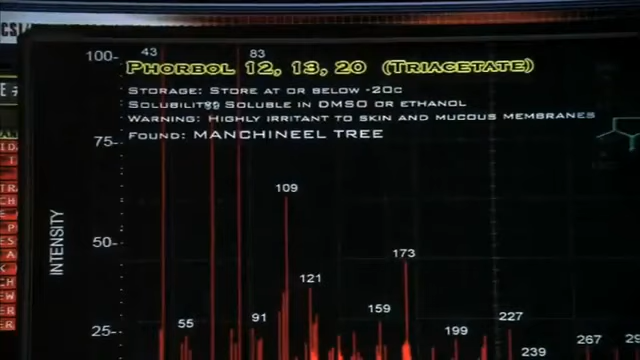 CSI
100-
43
83
PHORBOL 12, 13, 20 (TRIACETATE)
STORAGE: STORE AT OR BELOW -20C
SOLUBILITY: SOLUBLE IN DMSO OR ETHANOL
WARNING: HIGHLY IRRITANT TO SKIN AND MUCOUS MEMBRANES
FOUND: MANCHINEEL TREE
75-
109
INTENSITY
50-
173
121
159
227
55
91
199
25-
239
267